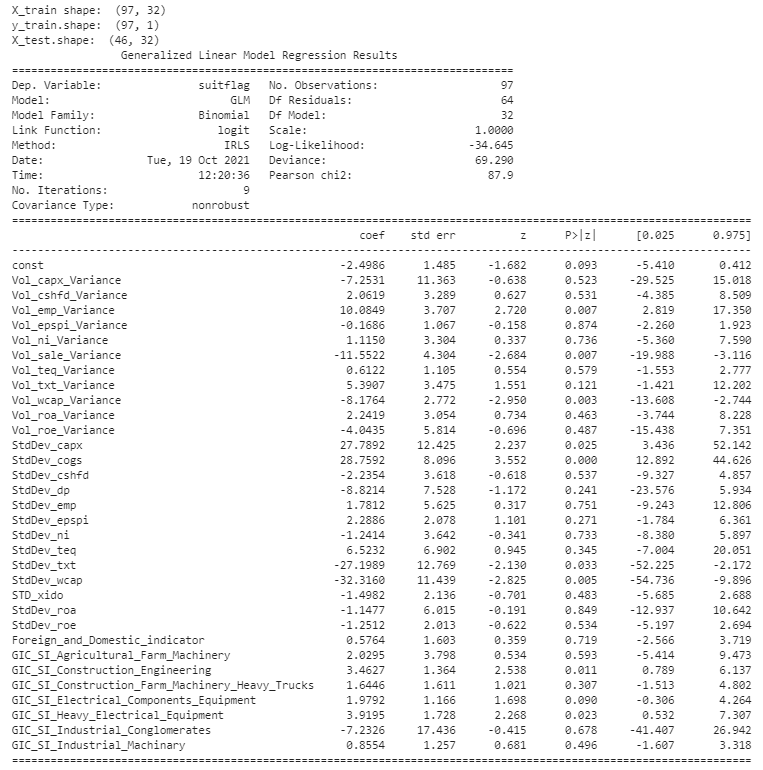 X_train shape:  (97, 32)
y_train.shape:  (97, 1)
X_test.shape:  (46, 32)
Generalized Linear Model Regression Results
==============================================================================
Dep. Variable: suitflag No. Observations: 97
Model: GLM Df Residuals: 64
Model Family: Binomial Df Model: 32
Link Function: logit Scale: 1.0000
Method: IRLS Log-Likelihood: -34.645
Date: Tue, 19 Oct 2021 Deviance: 69.290
Time: 12:20:36 Pearson chi2: 87.9
No. Iterations: 9
Covariance Type: nonrobust
==============================================================================
coef std err z P>|z| [0.025 0.975]
------------------------------------------------------------------------------
const -2.4986 1.485 -1.682 0.093 -5.410 0.412
Vol_capx_Variance -7.2531 11.363 -0.638 0.523 -29.525 15.018
Vol_cshfd_Variance 2.0619 3.289 0.627 0.531 -4.385 8.509
Vol_emp_Variance 10.0849 3.707 2.720 0.007 2.819 17.350
Vol_epspi_Variance -0.1686 1.067 -0.158 0.874 -2.260 1.923
Vol_ni_Variance 1.1150 3.304 0.337 0.736 -5.360 7.590
Vol_sale_Variance -11.5522 4.304 -2.684 0.007 -19.988 -3.116
Vol_teq_Variance 0.6122 1.105 0.554 0.579 -1.553 2.777
Vol_txt_Variance 5.3907 3.475 1.551 0.121 -1.421 12.202
Vol_wcap_Variance -8.1764 2.772 -2.950 0.003 -13.608 -2.744
Vol_roa_Variance 2.2419 3.054 0.734 0.463 -3.744 8.228
Vol_roe_Variance -4.0435 5.814 -0.696 0.487 -15.438 7.351
StdDev_capx 27.7892 12.425 2.237 0.025 3.436 52.142
StdDev_cogs 28.7592 8.096 3.552 0.000 12.892 44.626
StdDev_cshfd -2.2354 3.618 -0.618 0.537 -9.327 4.857
StdDev_dp -8.8214 7.528 -1.172 0.241 -23.576 5.934
StdDev_emp 1.7812 5.625 0.317 0.751 -9.243 12.806
StdDev_epspi 2.2886 2.078 1.101 0.271 -1.784 6.361
StdDev_ni -1.2414 3.642 -0.341 0.733 -8.380 5.897
StdDev_teq 6.5232 6.902 0.945 0.345 -7.004 20.051
StdDev_txt -27.1989 12.769 -2.130 0.033 -52.225 -2.172
StdDev_wcap -32.3160 11.439 -2.825 0.005 -54.736 -9.896
STD_xido -1.4982 2.136 -0.701 0.483 -5.685 2.688
StdDev_roa -1.1477 6.015 -0.191 0.849 -12.937 10.642
StdDev_roe -1.2512 2.013 -0.622 0.534 -5.197 2.694
Foreign_and_Domestic_indicator 0.5764 1.603 0.359 0.719 -2.566 3.719
GIC_SI_Agricultural_Farm_Machinery 2.0295 3.798 0.534 0.593 -5.414 9.473
GIC_SI_Construction_Engineering 3.4627 1.364 2.538 0.011 0.789 6.137
GIC_SI_Construction_Farm_Machinery_Heavy_Trucks 1.6446 1.611 1.021 0.307 -1.513 4.802
GIC_SI_Electrical_Components_Equipment 1.9792 1.166 1.698 0.090 -0.306 4.264
GIC_SI_Heavy_Electrical_Equipment 3.9195 1.728 2.268 0.023 0.532 7.307
GIC_SI_Industrial_Conglomerates -7.2326 17.436 -0.415 0.678 -41.407 26.942
GIC_SI_Industrial_Machinary 0.8554 1.257 0.681 0.496 -1.607 3.318
==============================================================================